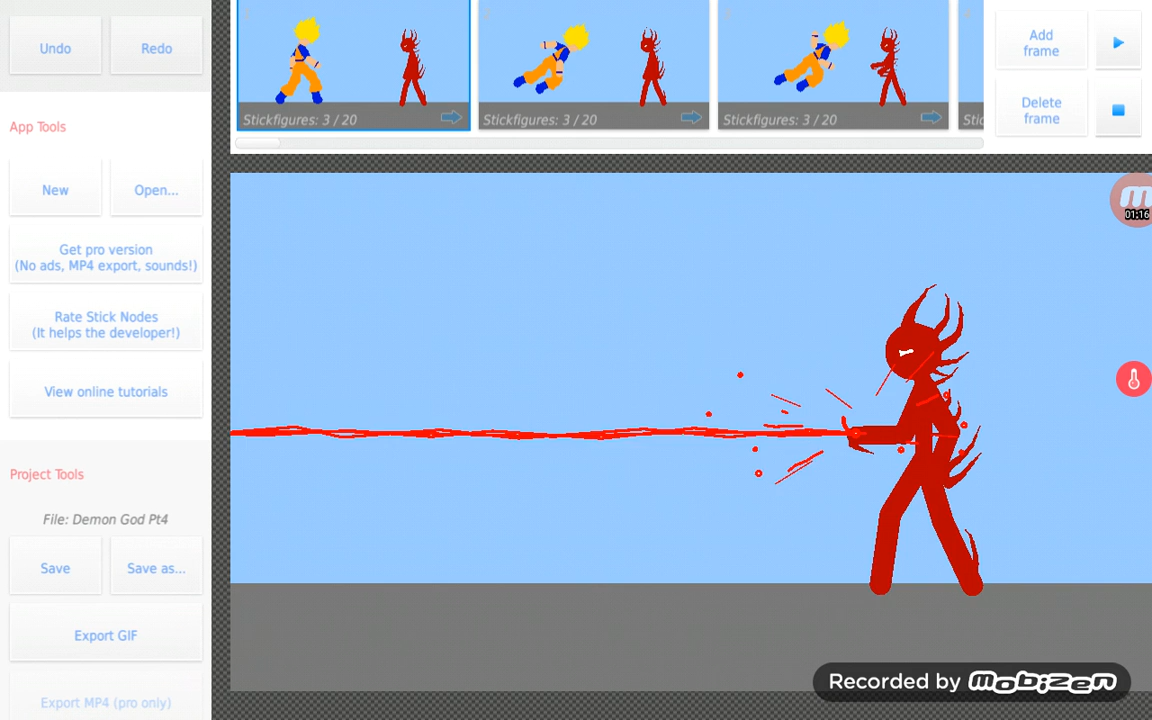 Undo
Redo
App Tools
New
Open...
Get pro version
(No ads, MP4 export, sounds!)
Rate Stick Nodes
(It helps the developer!)
View online tutorials
Project Tools
File: Demon God Pt4
Save
Save as...
Export GIF
Export MP4 (pro only)
Stickfigures: 3 / 20
Stickfigures: 3 / 20
Stickfigures: 3 / 20
Stic
Add
frame
Delete
frame
01:16
Recorded by mobizen